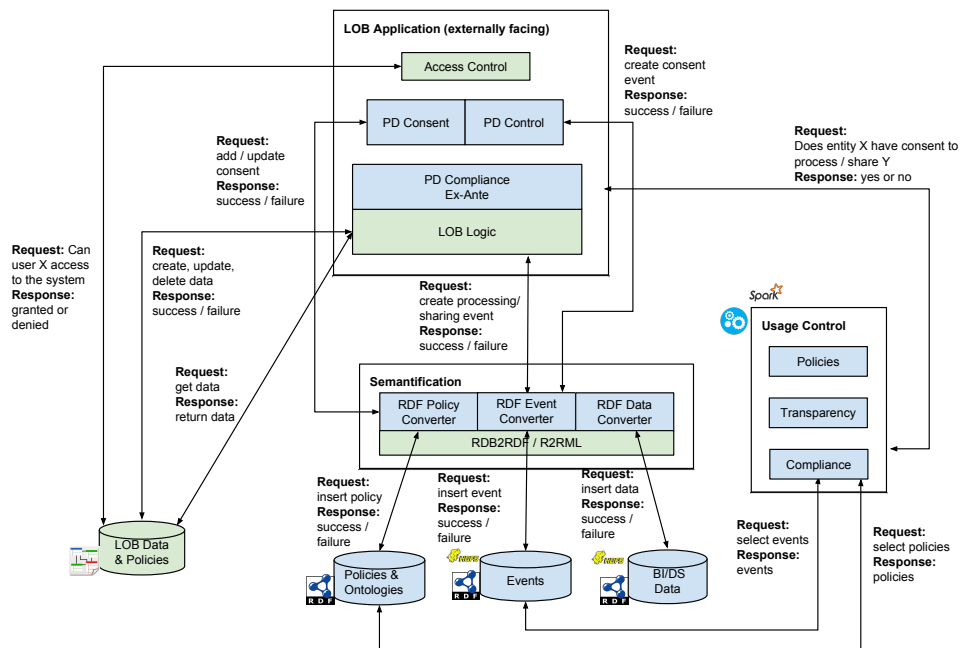 LOB Application (externally facing)
Access Control
PD Consent
PD Control
PD Compliance
Ex-Ante
LOB Logic
Request:
create consent
event
Response:
success / failure
Request:
add / update
consent
Response:
success / failure
Request:
Does entity X have consent to
process / share Y
Response: yes or no
Request: Can
user X access
to the system
Response:
granted or
denied
Request:
create, update,
delete data
Response:
success / failure
Request:
create processing/
sharing event
Response:
success / failure
Request:
get data
Response:
return data
Spark
Usage Control
Policies
Transparency
Compliance
Semantification
RDF Policy
Converter
RDF Event
Converter
RDF Data
Converter
RDB2RDF / R2RML
Request:
insert policy
Response:
success /
failure
Request:
insert event
Response:
success /
failure
Request:
insert data
Response:
success /
failure
Request:
select events
Response:
events
Request:
select policies
Response:
policies
LOB Data
& Policies
RDF
Policies &
Ontologies
HDFS
RDF
Events
HDFS
RDF
BI/DS
Data